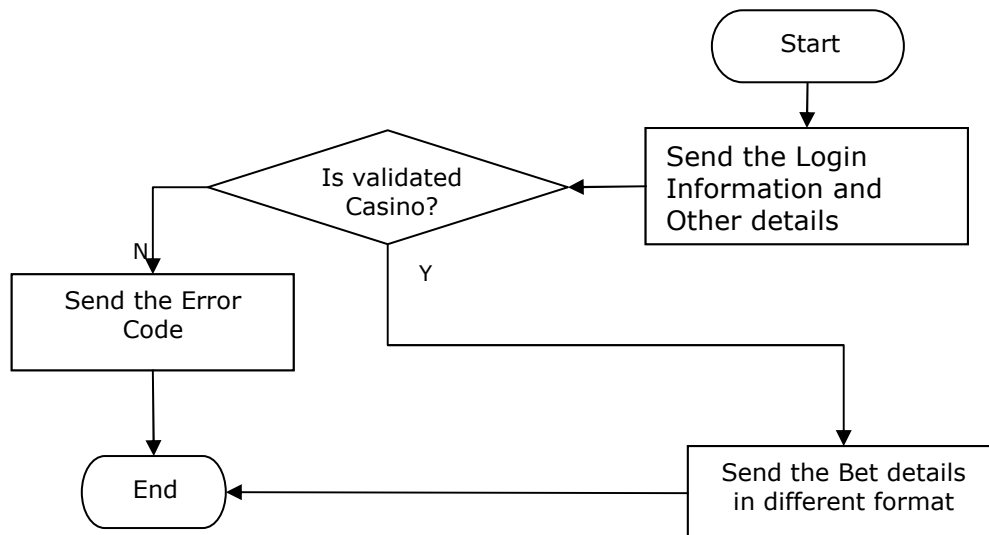 Start
Send the Login
Information and
Other details
Is validated
Casino?
N
Y
Send the Error
Code
End
Send the Bet details
in different format